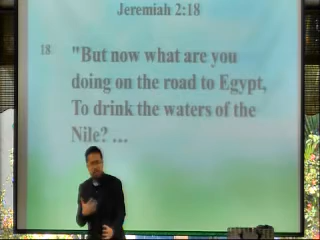 Jeremiah 2:18
18 "But now what are you
doing on the road to Egypt,
To drink the waters of the
Nile? ...